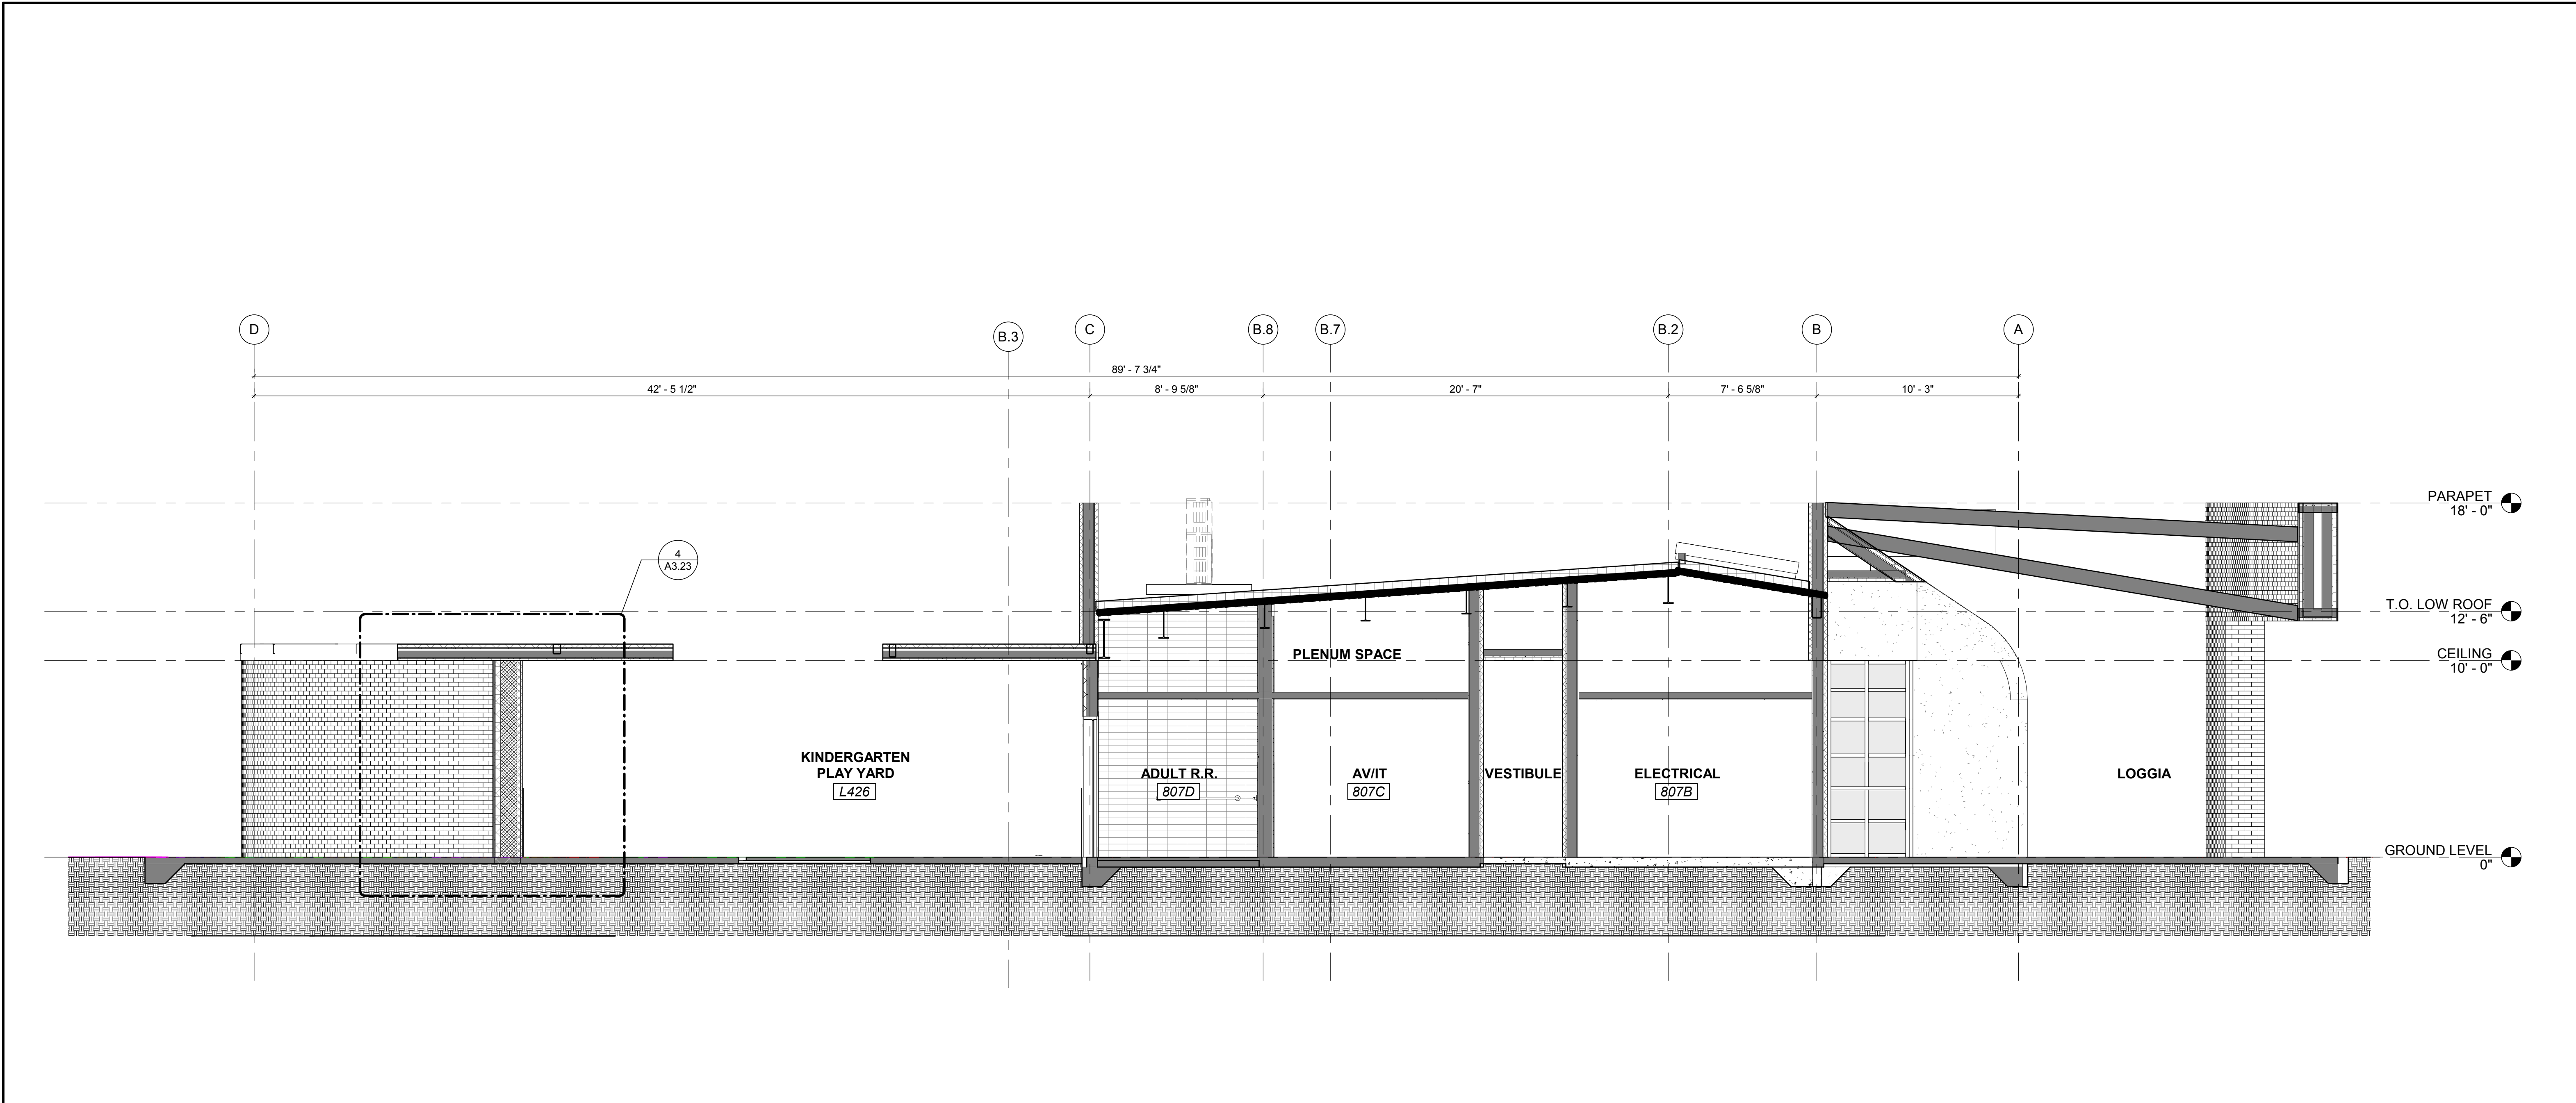 D
B.3
C
B.8
B.7
B.2
B
A
89' - 7 3/4"
42' - 5 1/2"
8' - 9 5/8"
20' - 7"
7' - 6 5/8"
10' - 3"
PARAPET
18' - 0"
4
A3.23
T.O. LOW ROOF
12' - 6"
PLENUM SPACE
CEILING
10' - 0"
KINDERGARTEN
PLAY YARD
L426
ADULT R.R.
807D
AV/IT
807C
VESTIBULE
ELECTRICAL
807B
LOGGIA
GROUND LEVEL
0"